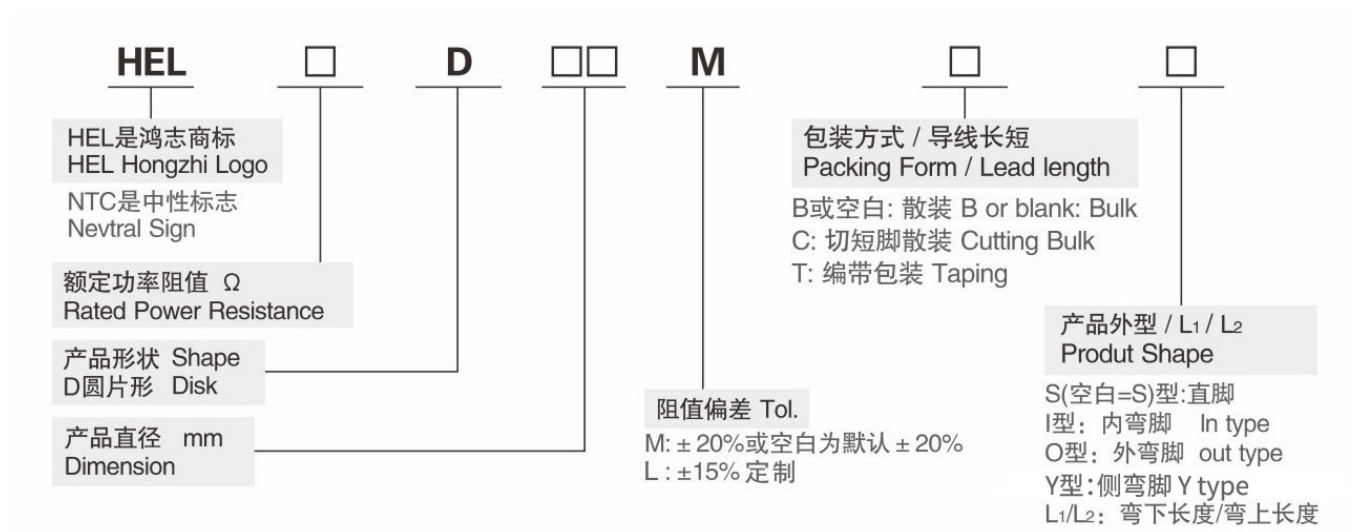 HEL □ D □□ M □ □
HEL是鸿志商标
HEL Hongzhi Logo
NTC是中性标志
Nevtral Sign
额定功率阻值 Ω
Rated Power Resistance
产品形状 Shape
D圆片形 Disk
产品直径 mm
Dimension
阻值偏差 Tol.
M: ± 20%或空白为默认 ± 20%
L : ±15% 定制
包装方式 / 导线长短
Packing Form / Lead length
B或空白: 散装 B or blank: Bulk
C: 切短脚散装 Cutting Bulk
T: 编带包装 Taping
产品外型 / L1 / L2
Produt Shape
S(空白=S)型:直脚
I型：内弯脚 In type
O型：外弯脚 out type
Y型：侧弯脚 Y type
L1/L2：弯下长度/弯上长度